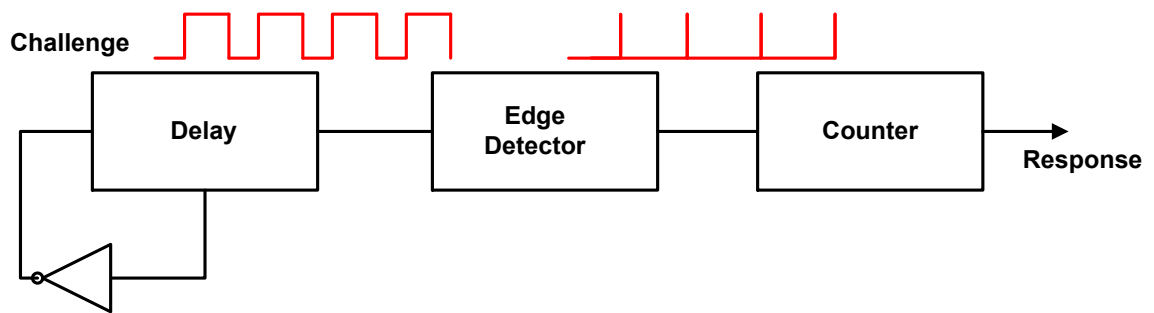 Challenge
Delay
Edge
Detector
Counter
Response